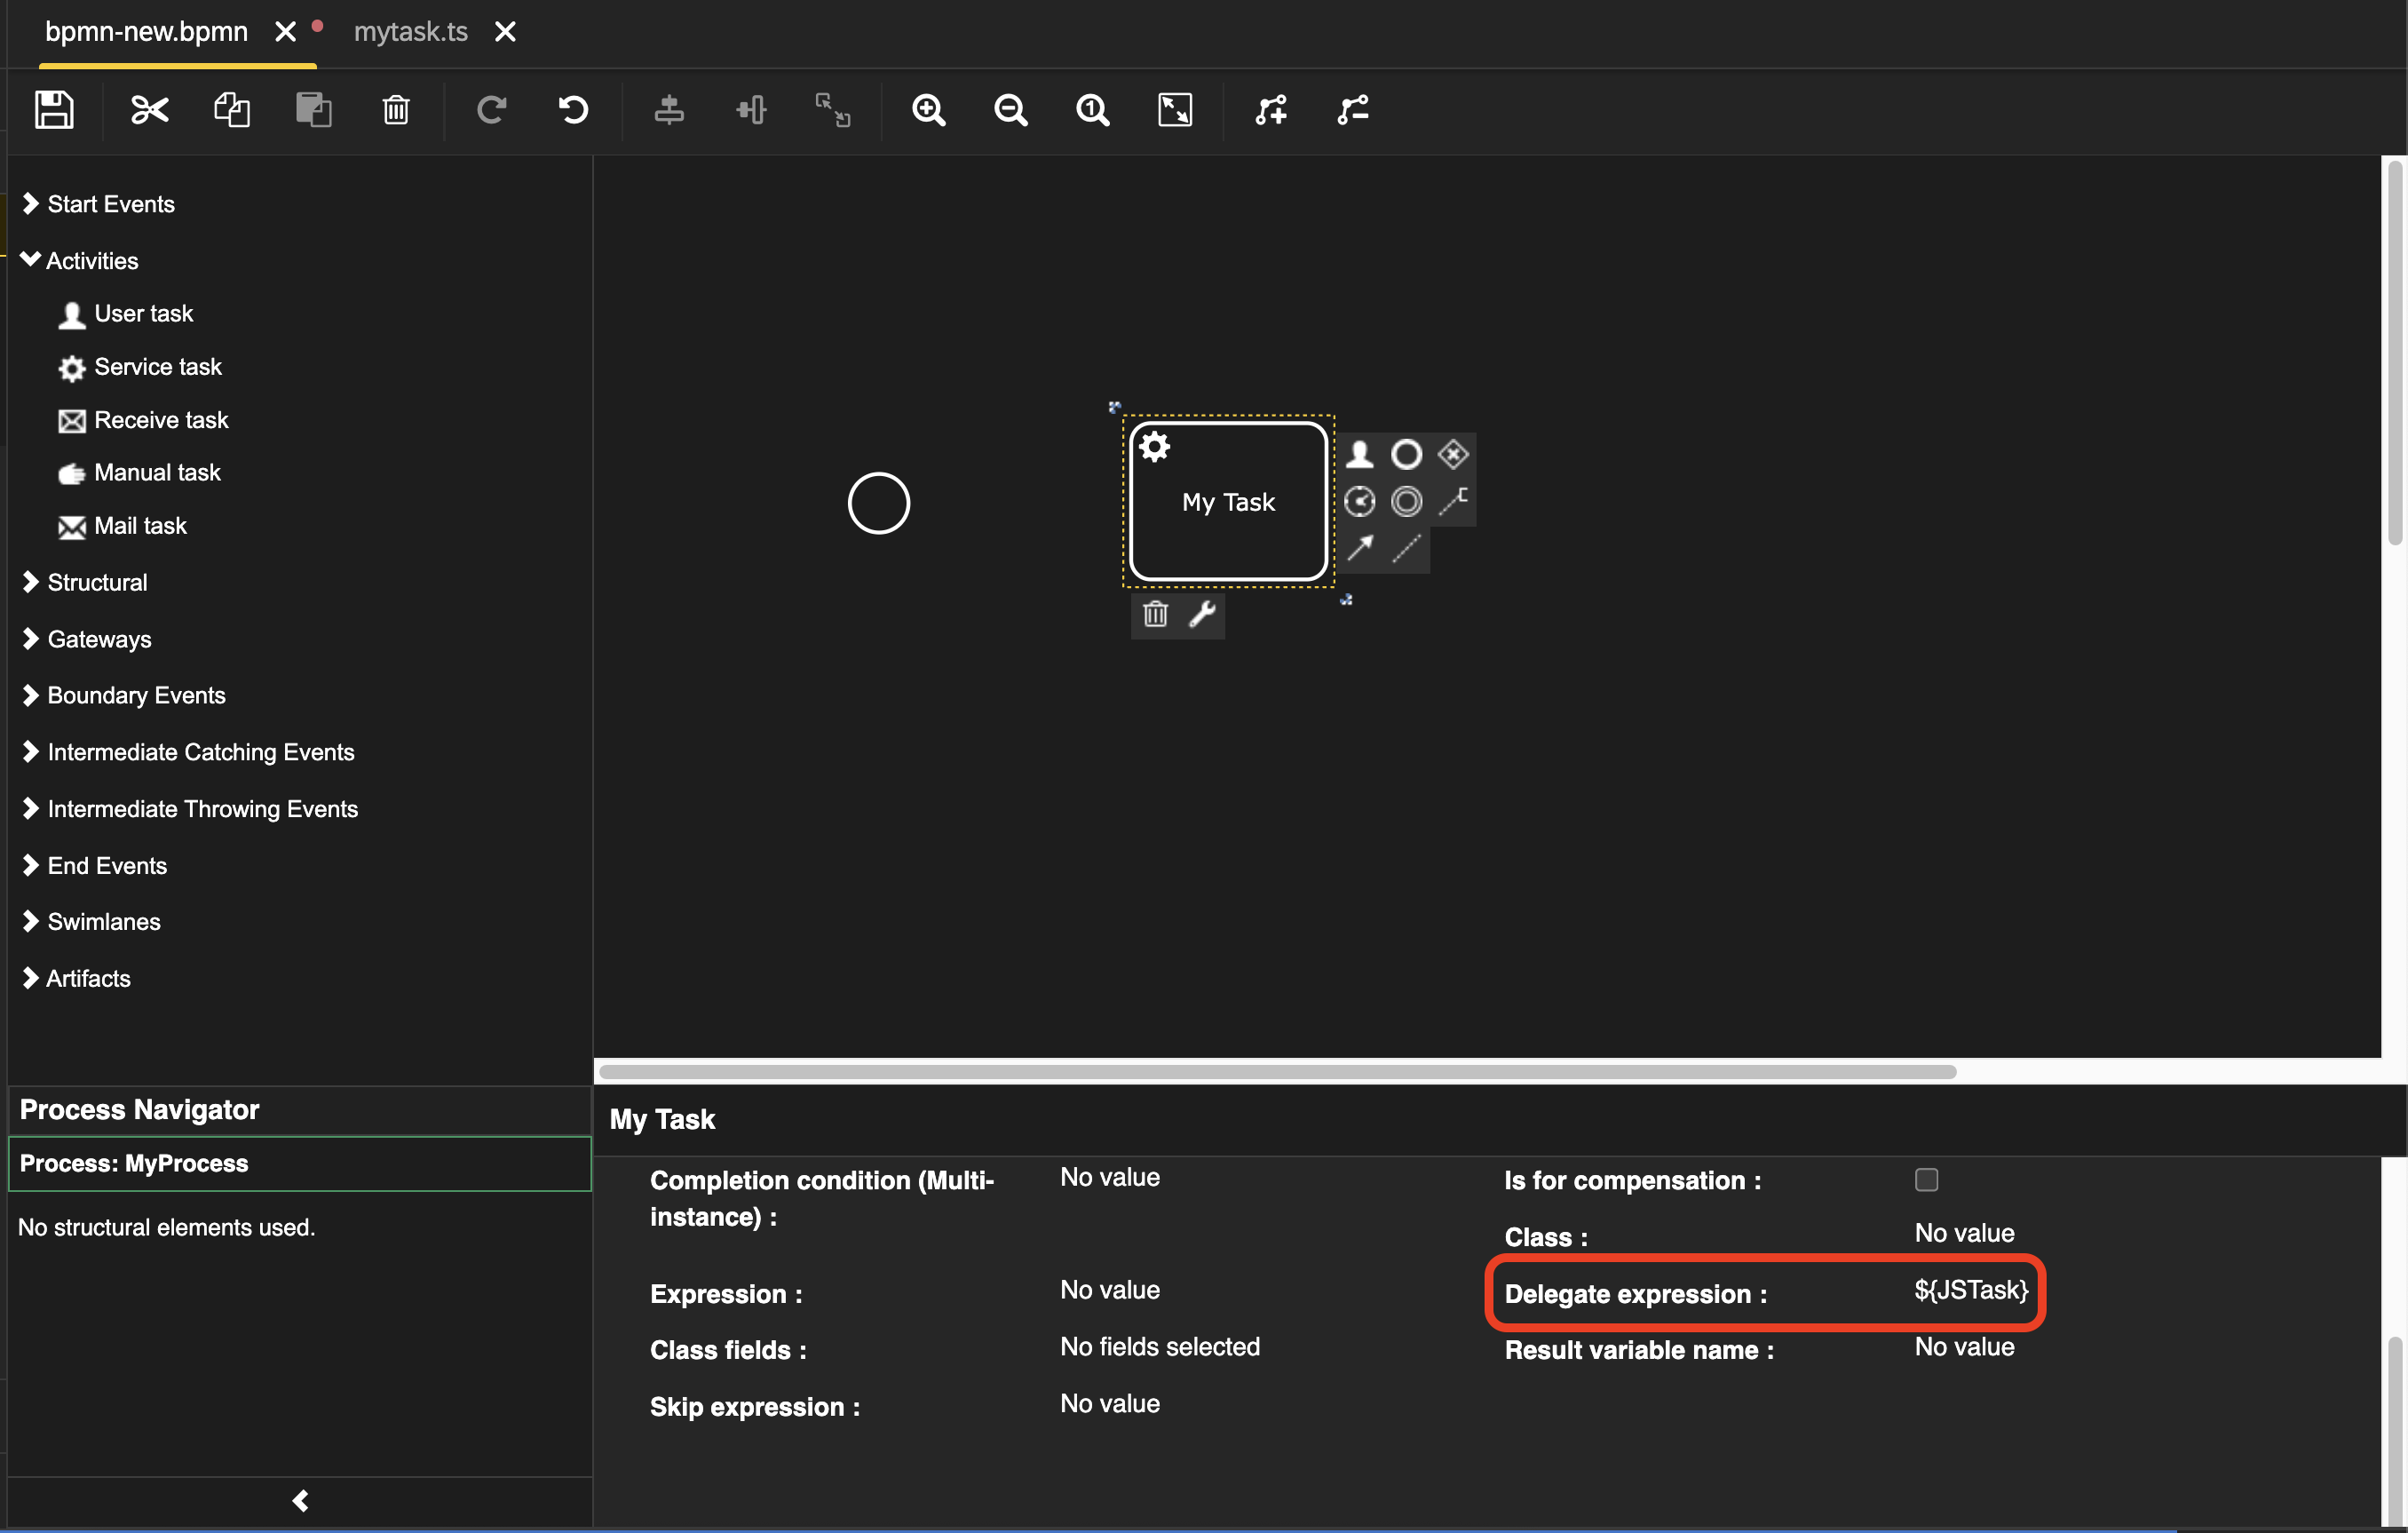 bpmn-new.bpmn
mytask.ts
Start Events
Activities
User task
Service task
Receive task
Manual task
Mail task
Structural
Gateways
Boundary Events
Intermediate Catching Events
Intermediate Throwing Events
End Events
Swimlanes
Artifacts
My Task
Process Navigator
Process: MyProcess
No structural elements used.
My Task
Completion condition (Multi-
instance) :
No value
Is for compensation :
Class :
No value
Expression :
No value
Delegate expression :
${JSTask}
Class fields :
No fields selected
Result variable name :
No value
Skip expression :
No value